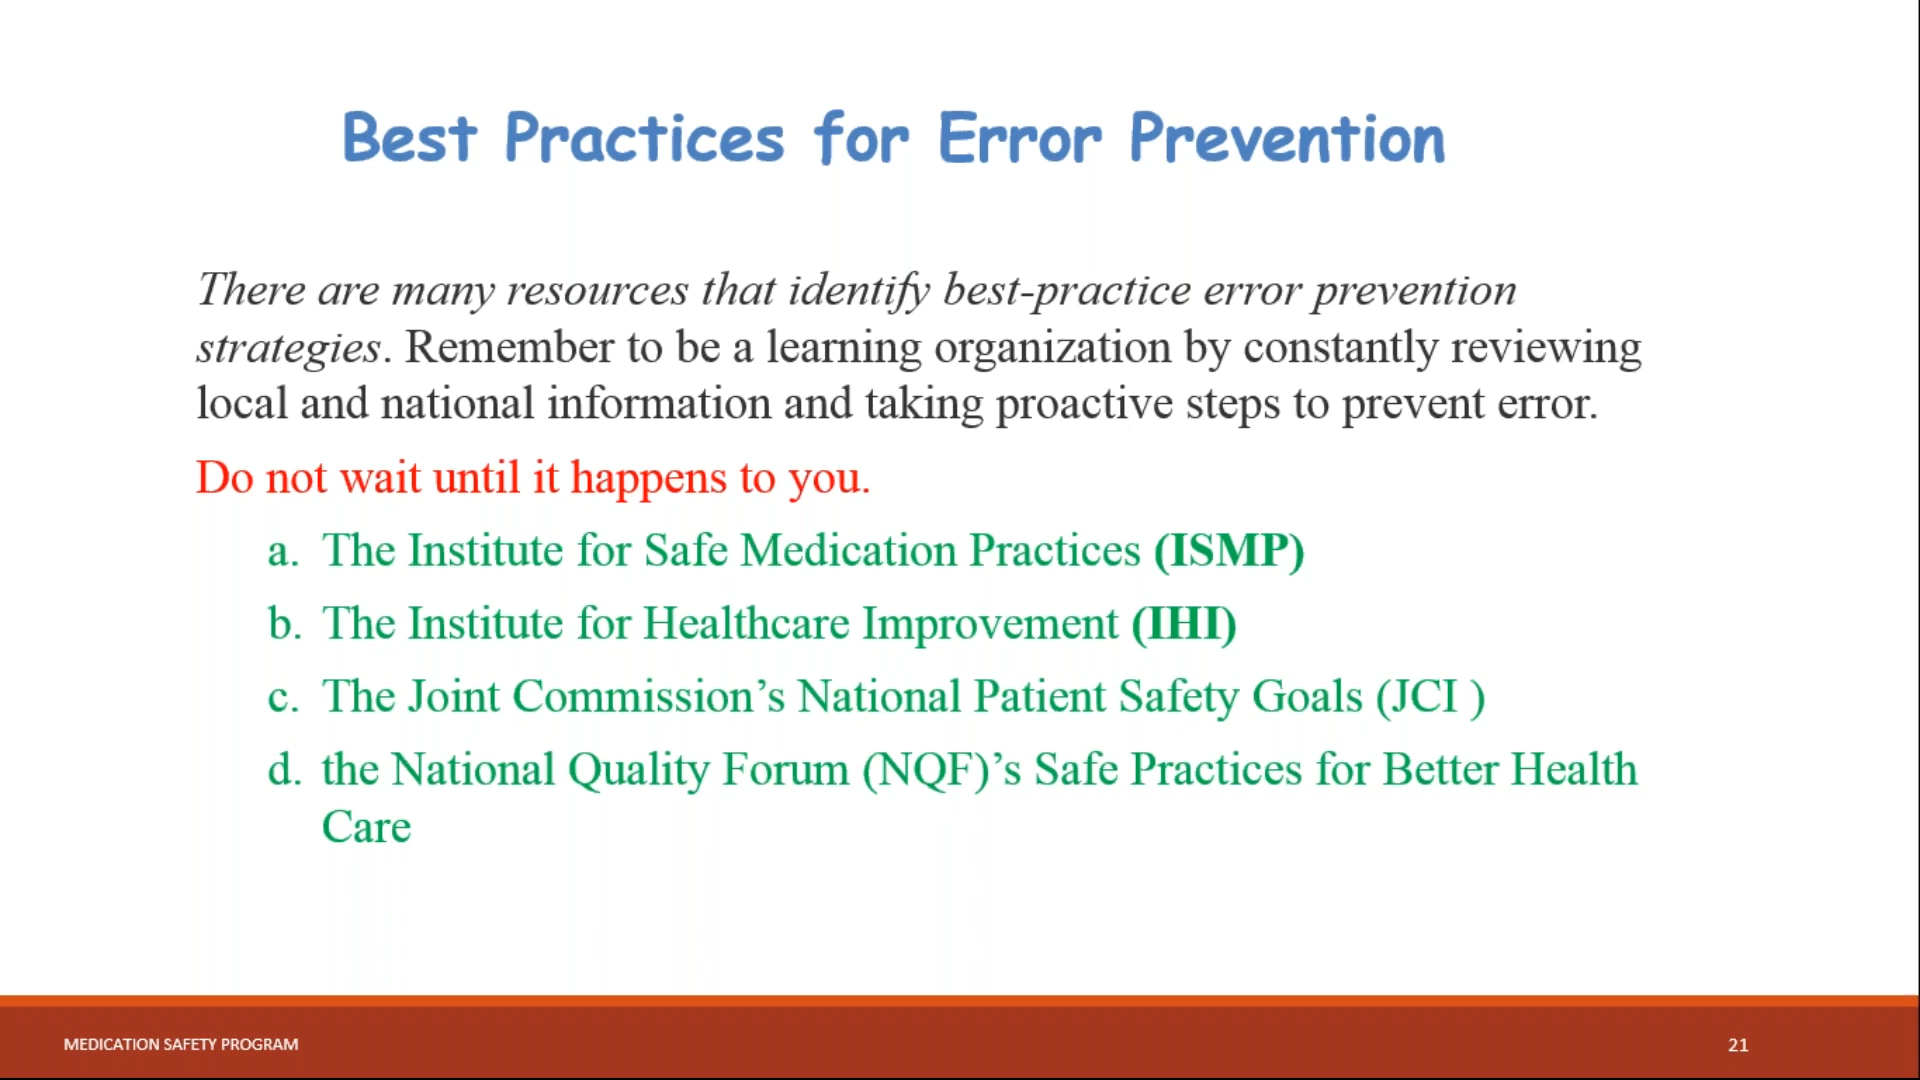 Best Practices for Error Prevention
There are many resources that identify best-practice error prevention
strategies. Remember to be a learning organization by constantly reviewing
local and national information and taking proactive steps to prevent error.
Do not wait until it happens to you.
a. The Institute for Safe Medication Practices (ISMP)
b. The Institute for Healthcare Improvement (IHI)
c. The Joint Commission’s National Patient Safety Goals (JCI )
d. the National Quality Forum (NQF)’s Safe Practices for Better Health
Care
MEDICATION SAFETY PROGRAM
21